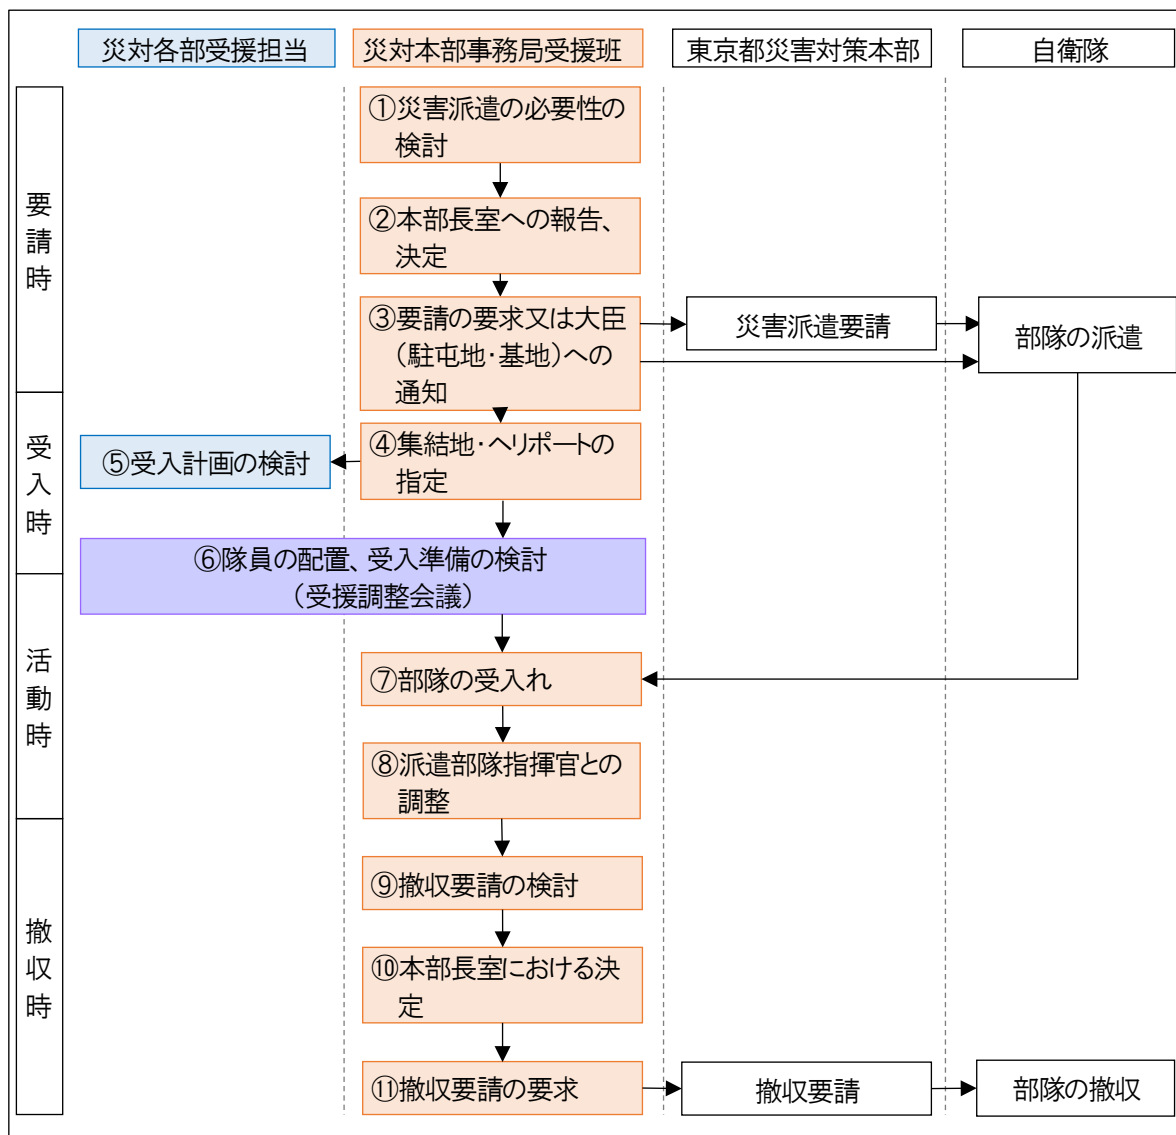 災対各部受援担当
災対本部事務局受援班
東京都災害対策本部
自衛隊
要請時
①災害派遣の必要性の
検討
②本部長室への報告、
決定
③要請の要求又は大臣
（駐屯地・基地）への
通知
災害派遣要請
部隊の派遣
受入時
④集結地・ヘリポートの
指定
⑤受入計画の検討
⑥隊員の配置、受入準備の検討
（受援調整会議）
活動時
⑦部隊の受入れ
⑧派遣部隊指揮官との
調整
撤収時
⑨撤収要請の検討
⑩本部長室における決
定
⑪撤収要請の要求
撤収要請
部隊の撤収